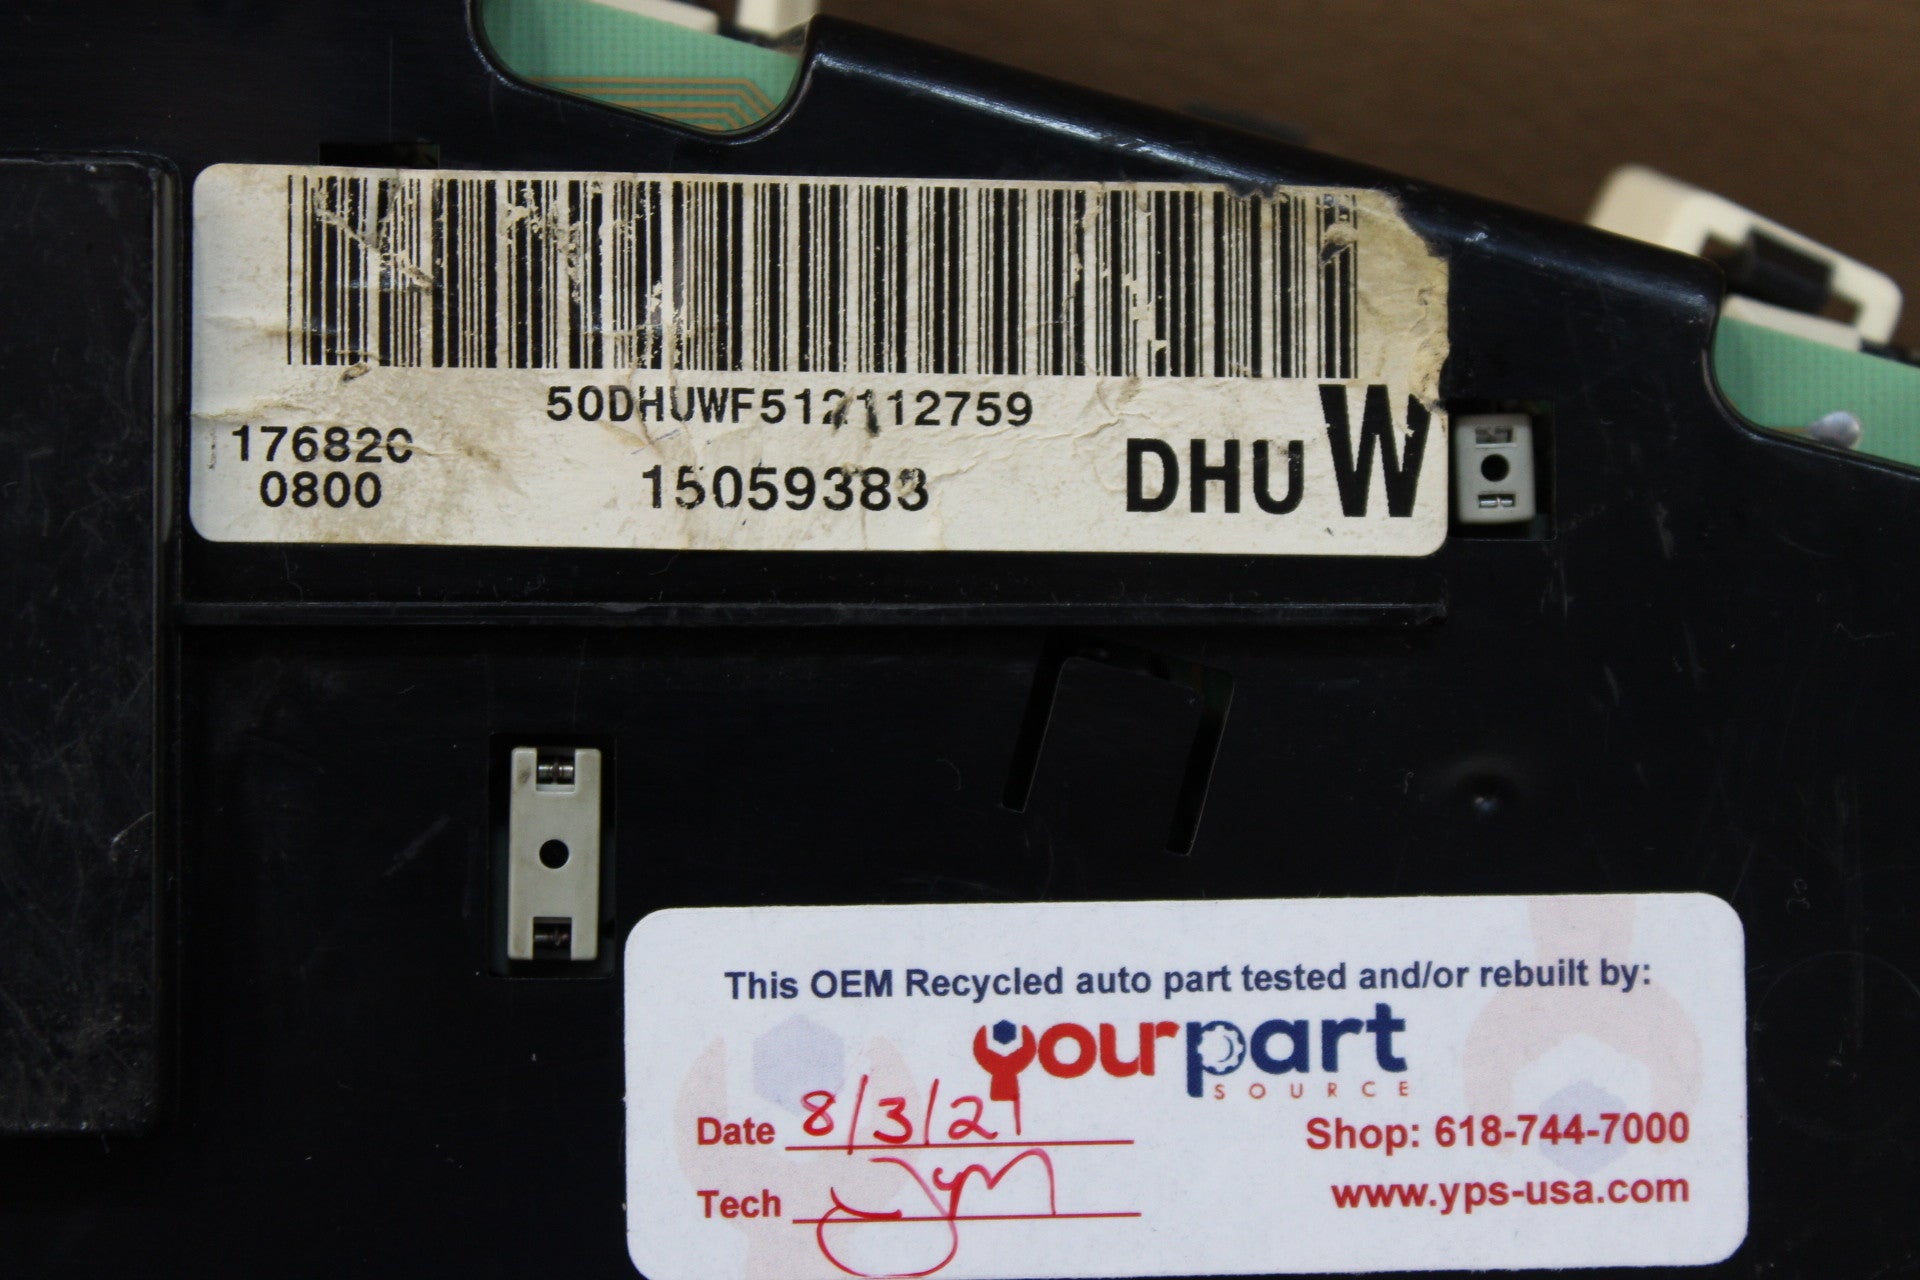 50DHUWF512112759
17682C
0800
15059383
DHU W
This OEM Recycled auto part tested and/or rebuilt by:
yourpart
SOURCE
Date 8/3/21
Shop: 618-744-7000
Tech
www.yps-usa.com